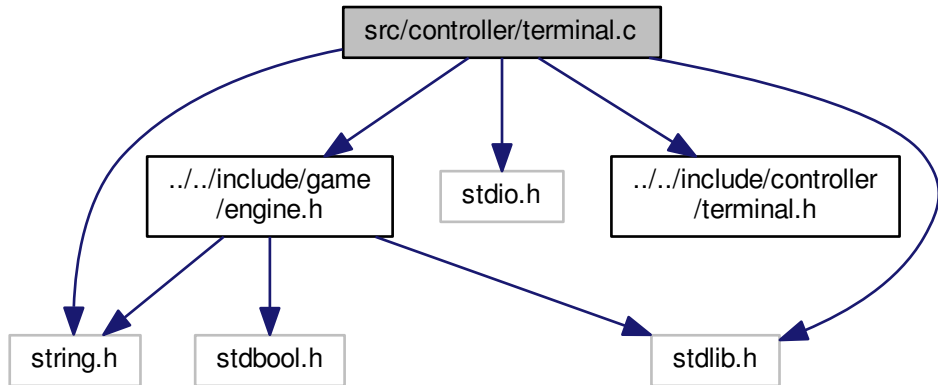 src/controller/terminal.c
../../include/game
/engine.h
stdio.h
../../include/controller
/terminal.h
string.h
stdbool.h
stdlib.h